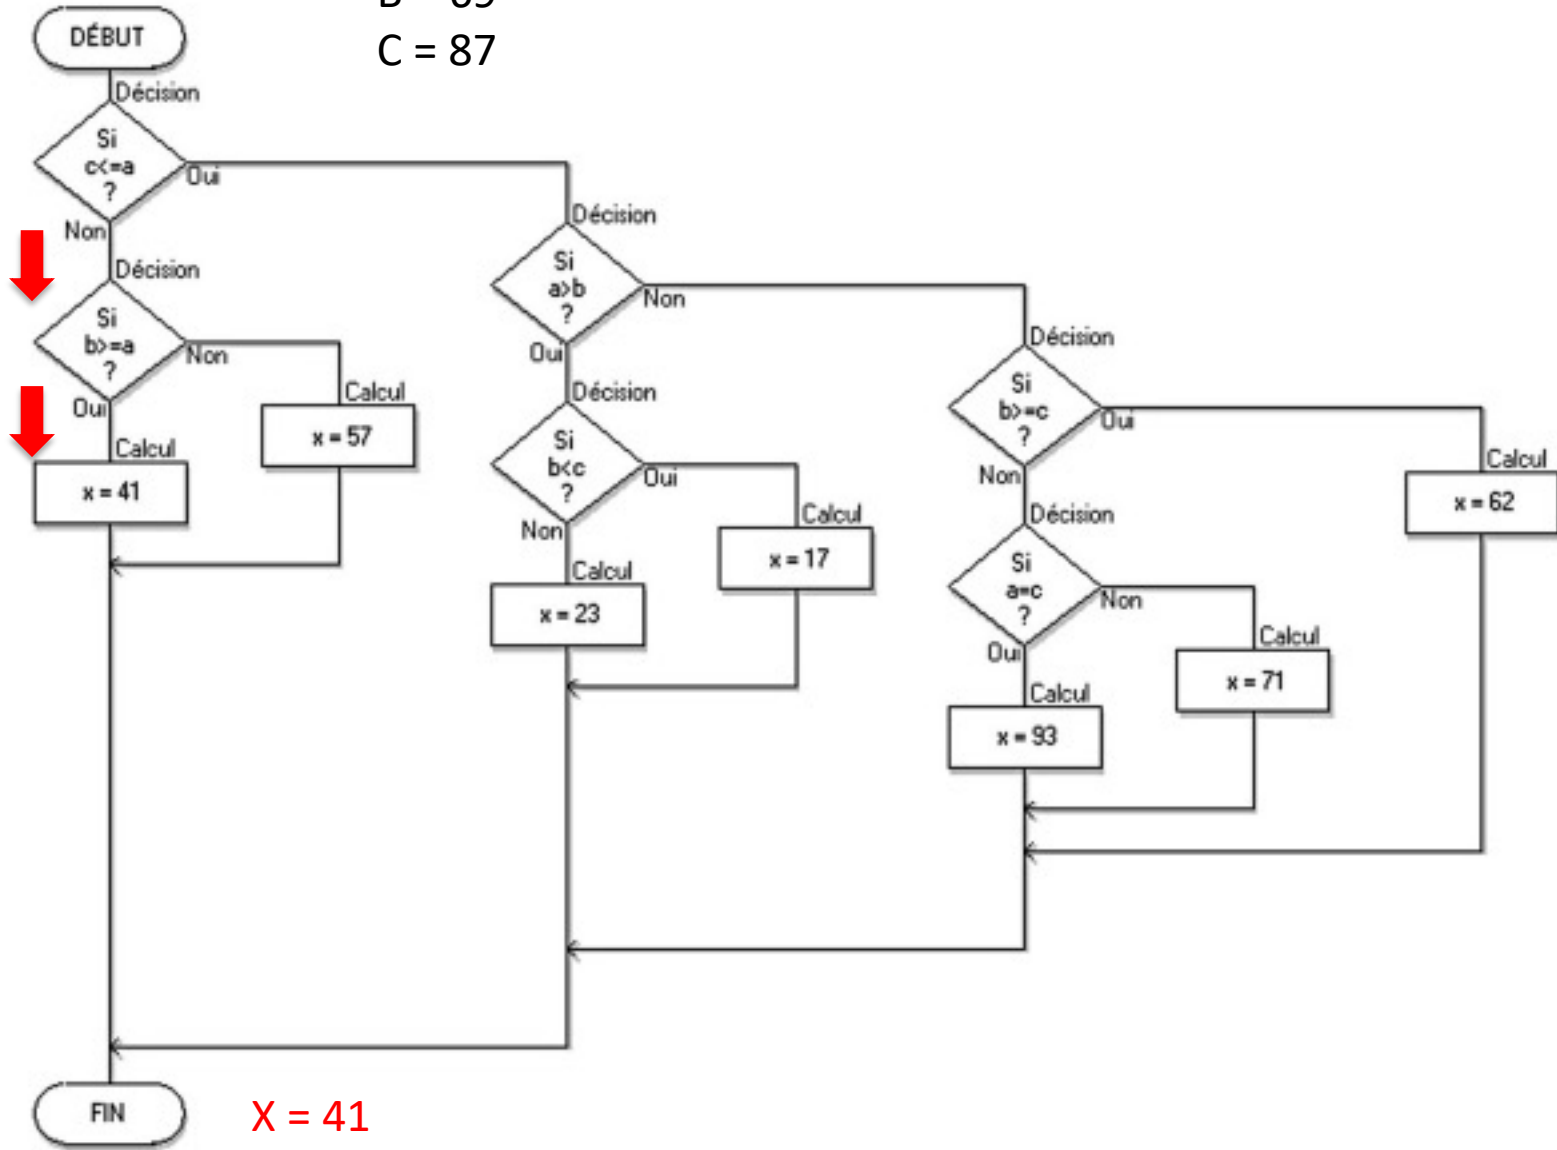 C = 87
DÉBUT
Décision
Si
c<=a
?
Oui
Non
Décision
Si
b>=a
?
Non
Oui
Calcul
x = 57
Calcul
x = 41
Décision
Si
a>b
?
Non
Oui
Décision
Si
b<c
?
Oui
Non
Calcul
x = 17
Calcul
x = 23
Décision
Si
b>=c
?
Oui
Non
Calcul
x = 62
Décision
Si
a=c
?
Non
Oui
Calcul
x = 71
Calcul
x = 93
FIN
X = 41